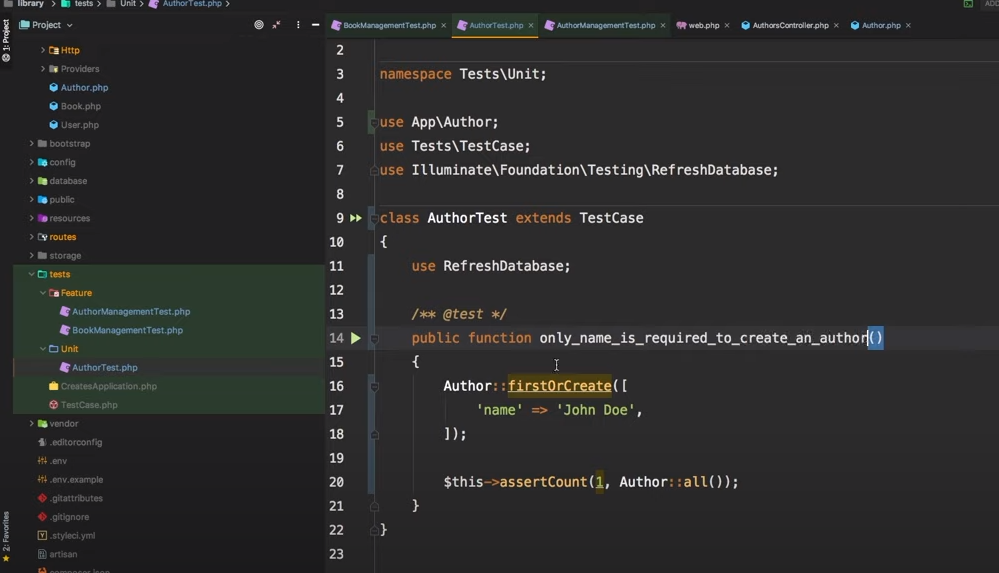 library > tests > Unit > AuthorTest.php >
ADD
Project
BookManagementTest.php × AuthorTest.php × AuthorManagementTest.php × web.php × AuthorsController.php × Author.php ×
1: Project
Http
Providers
Author.php
Book.php
User.php
bootstrap
config
database
public
resources
routes
storage
tests
Feature
AuthorManagementTest.php
BookManagementTest.php
Unit
AuthorTest.php
CreatesApplication.php
TestCase.php
vendor
.editorconfig
.env
.env.example
.gitattributes
.gitignore
.styleci.yml
artisan
composer.json
2: Favorites
2
3 namespace Tests\Unit;
4
5 use App\Author;
6 use Tests\TestCase;
7 use Illuminate\Foundation\Testing\RefreshDatabase;
8
9 class AuthorTest extends TestCase
10 {
11 use RefreshDatabase;
12
13 /** @test */
14 public function only_name_is_required_to_create_an_author()
15 {
16 Author::firstOrCreate([
17 'name' => 'John Doe',
18 ]);
19
20 $this->assertCount(1, Author::all());
21 }
22 }
23